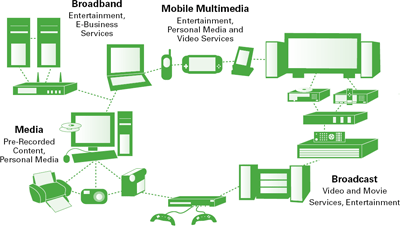 Broadband
Entertainment,
E-Business
Services
Mobile Multimedia
Entertainment,
Personal Media and
Video Services
Media
Pre-Recorded
Content,
Personal Media
Broadcast
Video and Movie
Services, Entertainment